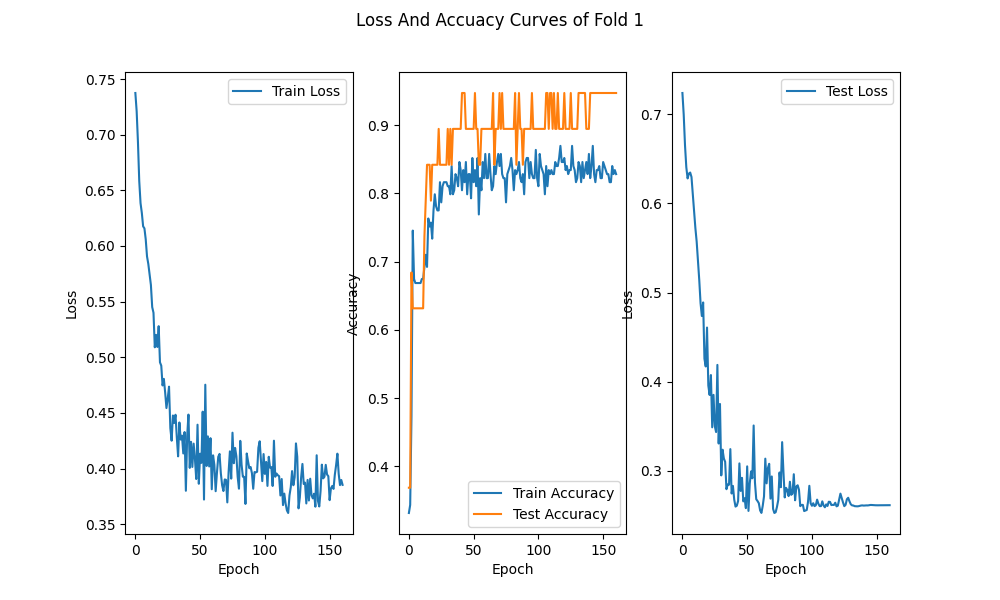 Loss And Accuacy Curves of Fold 1
Train Loss
0.75
0.70
0.65
0.60
0.55
0.50
0.45
0.40
0.35
0
50
100
150
Loss
Epoch
0.9
0.8
0.7
0.6
0.5
0.4
0
50
100
150
Accuracy
Epoch
Train Accuracy
Test Accuracy
Test Loss
0.7
0.6
0.5
0.4
0.3
0
50
100
150
Loss
Epoch